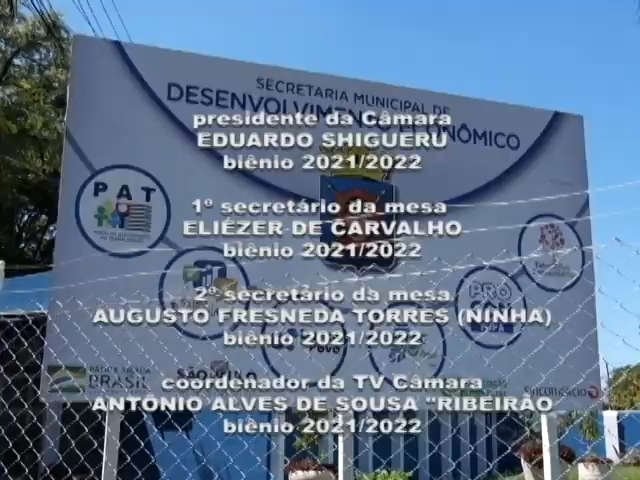 SECRETARIA MUNICIPAL DE
DESENVOLVIMENTO ECONÔMICO
presidente da Câmara
EDUARDO SHIGUERU
biênio 2021/2022
PAT
1º secretário da mesa
ELIÉZER DE CARVALHO
biênio 2021/2022
2º secretário da mesa
AUGUSTO FRESNEDA TORRES (NINHA)
biênio 2021/2022
PRÓ
PÁTRIA AMADA
BRASIL
coordenador da TV Câmara
ANTONIO ALVES DE SOUSA "RIBEIRÃO
biênio 2021/2022